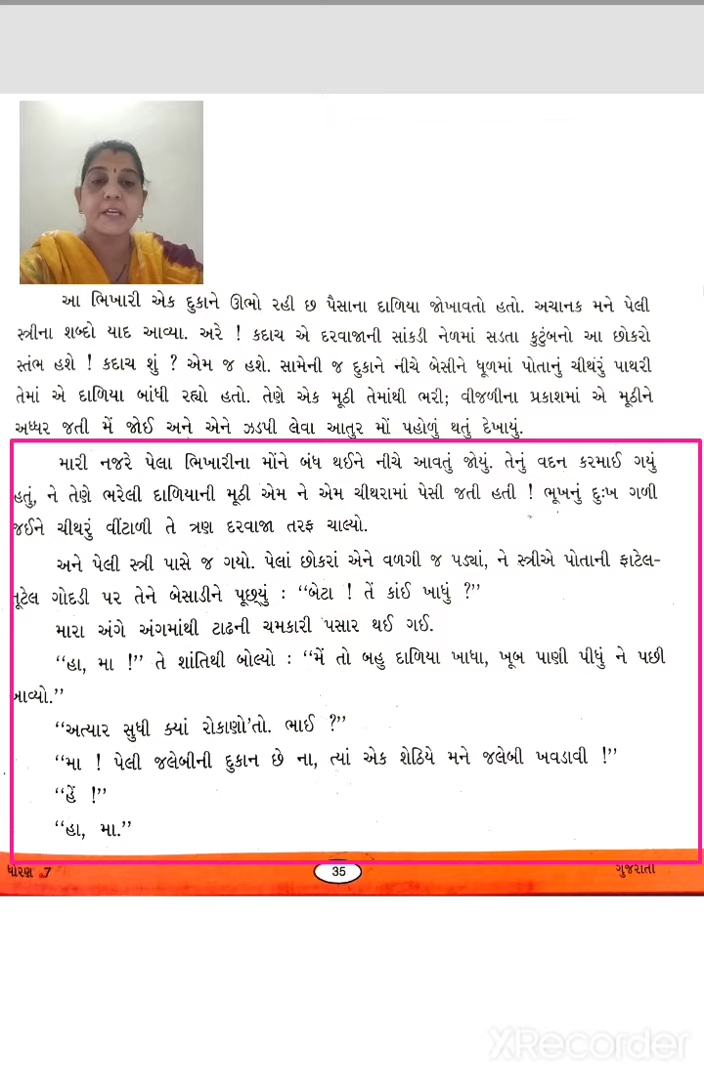 આ ભિખારી એક દુકાને ઊભો રહી છ પૈસાના દાળિયા જોખાવતો હતો. અચાનક મને પેલી
સ્ત્રીના શબ્દો યાદ આવ્યા. અરે ! કદાચ એ દરવાજાની સાંકડી નેળમાં સડતા કુટુંબનો આ છોકરો
સ્તંભ હશે ! કદાચ શું ? એમ જ હશે. સામેની જ દુકાને નીચે બેસીને ધૂળમાં પોતાનું ચીથરું પાથરી
તેમાં એ દાળિયા બાંધી રહ્યો હતો. તેણે એક મૂઠી તેમાંથી ભરી; વીજળીના પ્રકાશમાં એ મૂઠીને
અધ્ધર જતી મેં જોઈ અને એને ઝડપી લેવા આતુર મોં પહોળું થતું દેખાયું.
મારી નજરે પેલા ભિખારીના મોંને બંધ થઈને નીચે આવતું જોયું. તેનું વદન કરમાઈ ગયું
હતું, ને તેણે ભરેલી દાળિયાની મૂઠી એમ ને એમ ચીથરામાં પેસી જતી હતી ! ભૂખનું દુઃખ ગળી
જઈને ચીથરું વીંટાળી તે ત્રણ દરવાજા તરફ ચાલ્યો.
અને પેલી સ્ત્રી પાસે જ ગયો. પેલાં છોકરાં એને વળગી જ પડ્યાં, ને સ્ત્રીએ પોતાની ફાટેલ-
તૂટેલ ગોદડી પર તેને બેસાડીને પૂછ્યું : “બેટા ! તેં કાંઈ ખાધું ?”
મારા અંગે અંગમાંથી ટાઢની ચમકારી પસાર થઈ ગઈ.
“હા, મા !” તે શાંતિથી બોલ્યો : “મેં તો બહુ દાળિયા ખાધા, ખૂબ પાણી પીધું ને પછી
આવ્યો.”
“અત્યાર સુધી ક્યાં રોકાણો'તો. ભાઈ ?”
“મા ! પેલી જલેબીની દુકાન છે ના, ત્યાં એક શેઠિયે મને જલેબી ખવડાવી !”
“હેં !”
“હા, મા.”
ધોરણ 7 35 ગુજરાતી
XRecorder